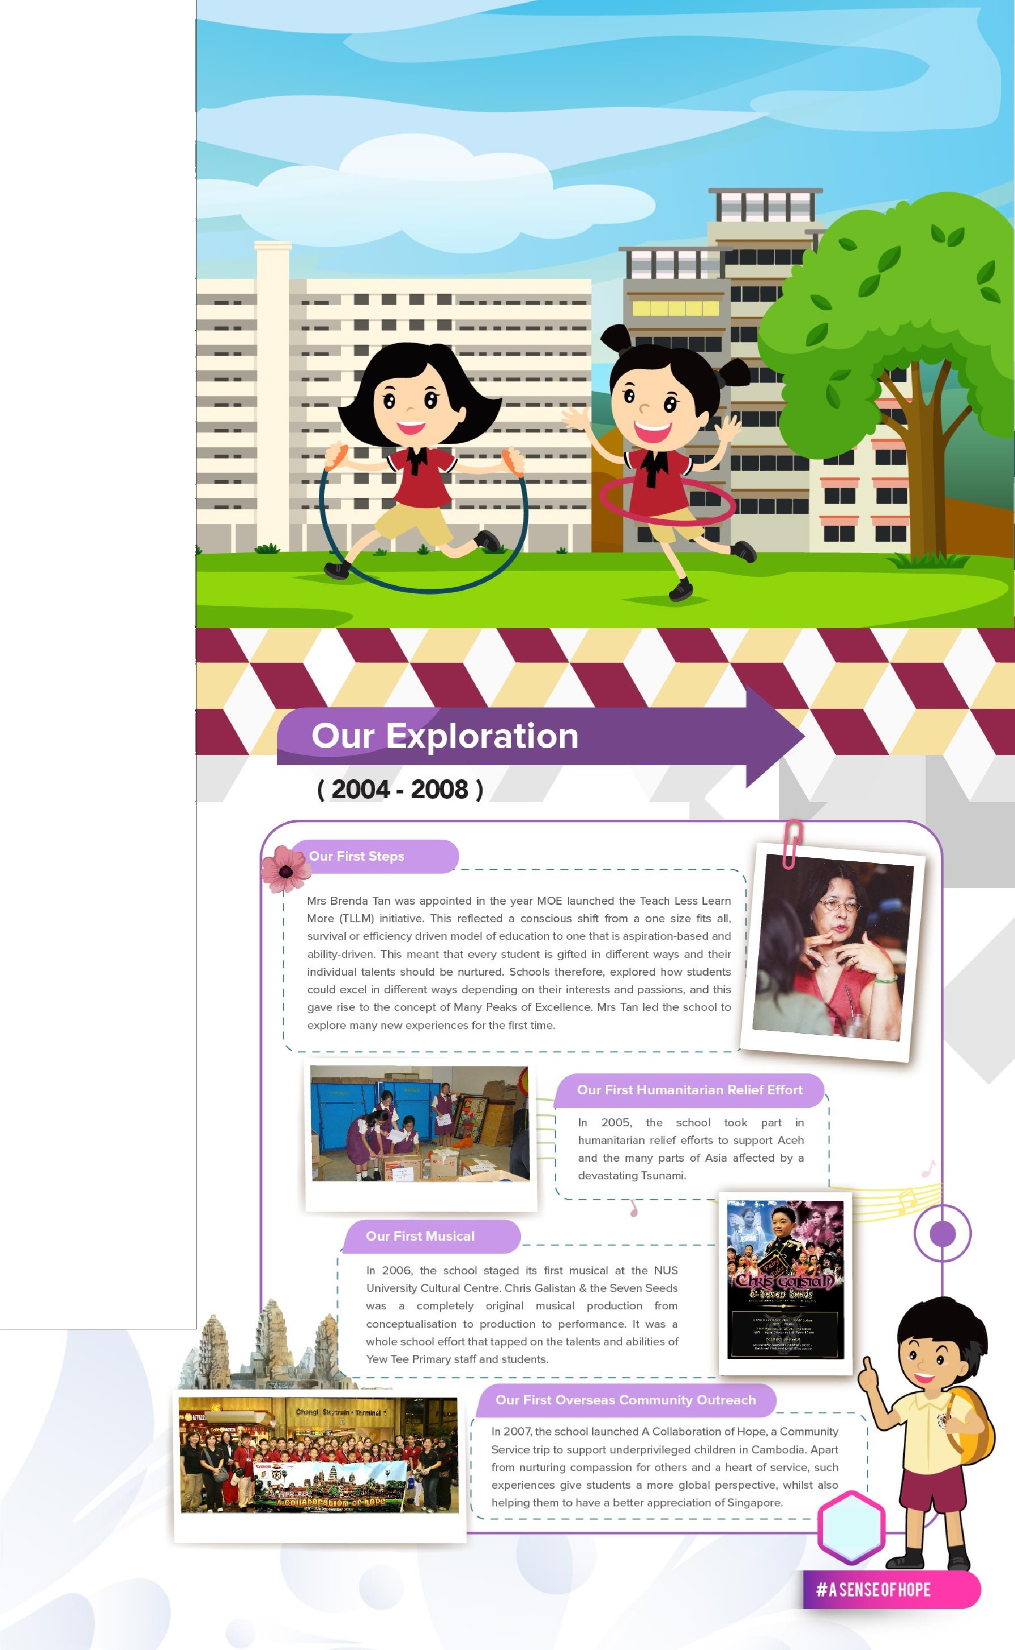 Our Exploration
( 2004 - 2008 )
Our First Steps
Mrs Brenda Tan was appointed in the year MOE launched the Teach Less Learn
More (TLLM) initiative. This reflected a conscious shift from a one size fits all,
survival or efficiency driven model of education to one that is aspiration-based and
ability-driven. This meant that every student is gifted in different ways and their
individual talents should be nurtured. Schools therefore, explored how students
could excel in different ways depending on their interests and passions, and this
gave rise to the concept of Many Peaks of Excellence. Mrs Tan led the school to
explore many new experiences for the first time.
Our First Humanitarian Relief Effort
In 2005, the school took part in
humanitarian relief efforts to support Aceh
and the many parts of Asia affected by a
devastating Tsunami.
Our First Musical
In 2006, the school staged its first musical at the NUS
University Cultural Centre. Chris Galistan & the Seven Seeds
was a completely original musical production from
conceptualisation to production to performance. It was a
whole school effort that tapped on the talents and abilities of
Yew Tee Primary staff and students.
Chris Galistan
& Seven Seeds
Our First Overseas Community Outreach
In 2007, the school launched A Collaboration of Hope, a Community
Service trip to support underprivileged children in Cambodia. Apart
from nurturing compassion for others and a heart of service, such
experiences give students a more global perspective, whilst also
helping them to have a better appreciation of Singapore.
Changi Skytrain - Terminal
A Collaboration of Hope
#A SENSE OF HOPE